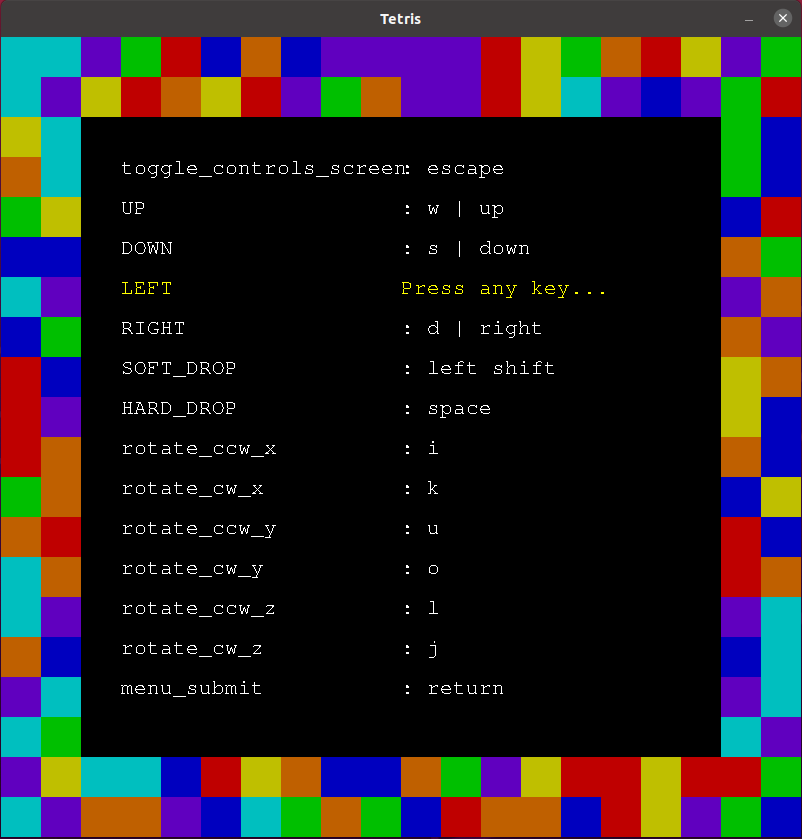 Tetris
toggle_controls_screen: escape
UP : w | up
DOWN : s | down
LEFT Press any key...
RIGHT : d | right
SOFT_DROP : left shift
HARD_DROP : space
rotate_ccw_x : i
rotate_cw_x : k
rotate_ccw_y : u
rotate_cw_y : o
rotate_ccw_z : l
rotate_cw_z : j
menu_submit : return